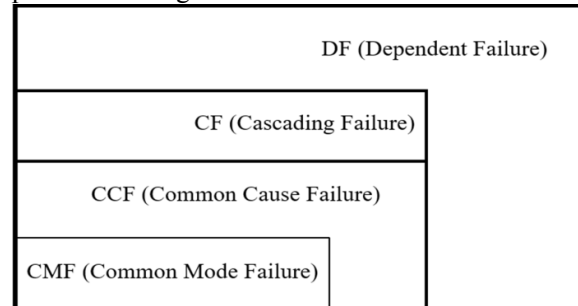 DF (Dependent Failure)
CF (Cascading Failure)
CCF (Common Cause Failure)
CMF (Common Mode Failure)